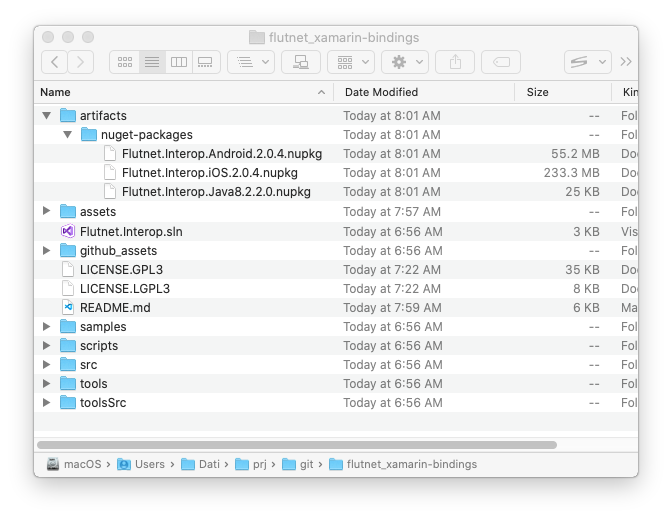 flutnet_xamarin-bindings
Name Date Modified Size Kin
artifacts Today at 8:01 AM -- Fol
nuget-packages Today at 8:01 AM -- Fol
Flutnet.Interop.Android.2.0.4.nupkg Today at 8:01 AM 55.2 MB Do
Flutnet.Interop.iOS.2.0.4.nupkg Today at 8:01 AM 233.3 MB Do
Flutnet.Interop.Java8.2.2.0.nupkg Today at 8:01 AM 25 KB Do
assets Today at 7:57 AM -- Fol
Flutnet.Interop.sln Today at 6:56 AM 3 KB Vis
github_assets Today at 6:56 AM -- Fol
LICENSE.GPL3 Today at 7:22 AM 35 KB Do
LICENSE.LGPL3 Today at 7:22 AM 8 KB Do
README.md Today at 7:59 AM 6 KB Ma
samples Today at 6:56 AM -- Fol
scripts Today at 6:56 AM -- Fol
src Today at 6:56 AM -- Fol
tools Today at 6:56 AM -- Fol
toolsSrc Today at 6:56 AM -- Fol
macOS › Users › Dati › prj › git › flutnet_xamarin-bindings